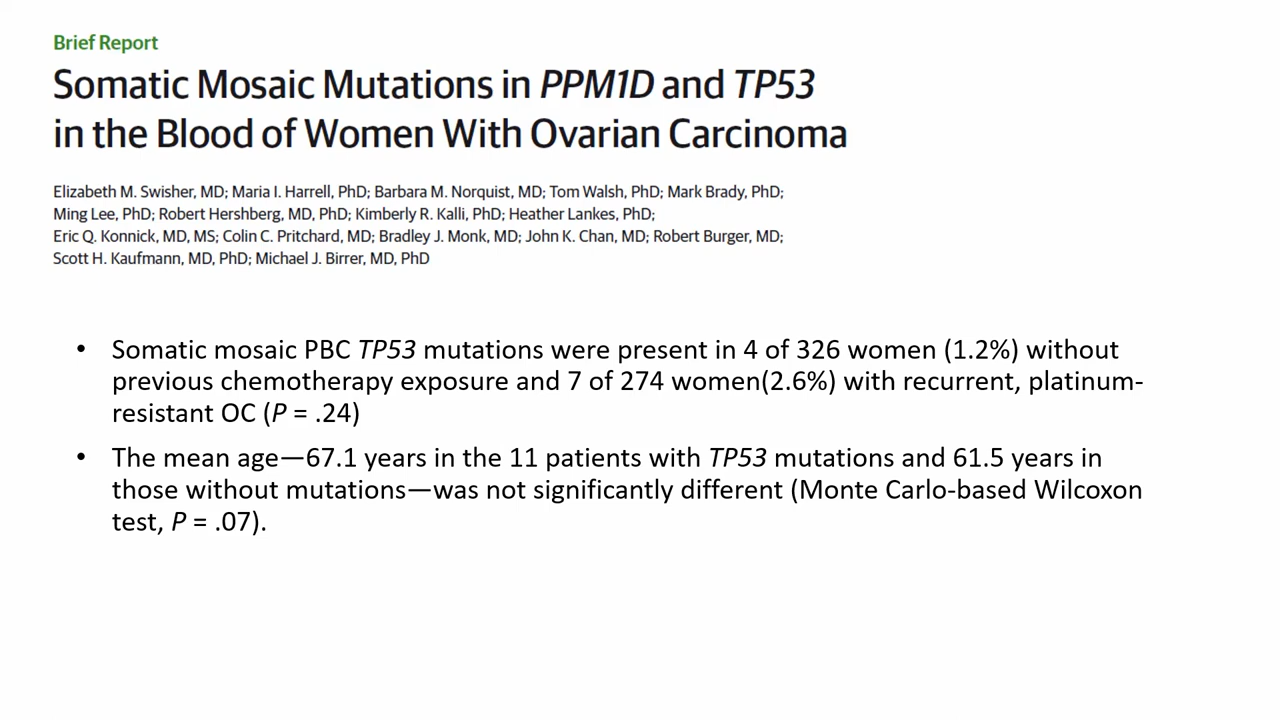 Brief Report
Somatic Mosaic Mutations in PPM1D and TP53
in the Blood of Women With Ovarian Carcinoma
Elizabeth M. Swisher, MD; Maria I. Harrell, PhD; Barbara M. Norquist, MD; Tom Walsh, PhD; Mark Brady, PhD;
Ming Lee, PhD; Robert Hershberg, MD, PhD; Kimberly R. Kalli, PhD; Heather Lankes, PhD;
Eric Q. Konnick, MD, MS; Colin C. Pritchard, MD; Bradley J. Monk, MD; John K. Chan, MD; Robert Burger, MD;
Scott H. Kaufmann, MD, PhD; Michael J. Birrer, MD, PhD
• Somatic mosaic PBC TP53 mutations were present in 4 of 326 women (1.2%) without
previous chemotherapy exposure and 7 of 274 women(2.6%) with recurrent, platinum-
resistant OC (P = .24)
• The mean age—67.1 years in the 11 patients with TP53 mutations and 61.5 years in
those without mutations—was not significantly different (Monte Carlo-based Wilcoxon
test, P = .07).